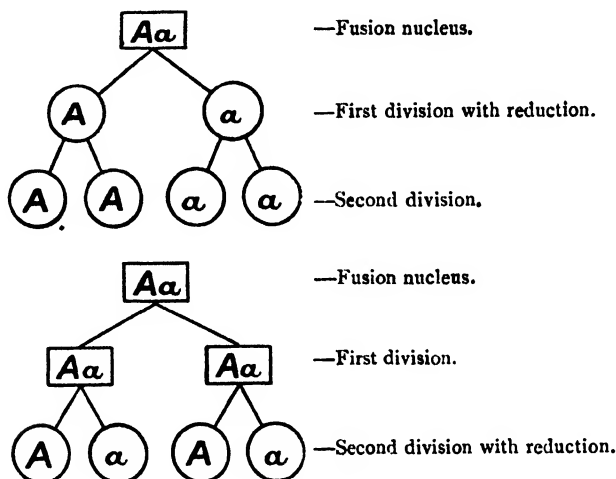 Aa —Fusion nucleus.
A a —First division with reduction.
A A a a —Second division.
Aa —Fusion nucleus.
Aa Aa —First division.
A a A a —Second division with reduction.